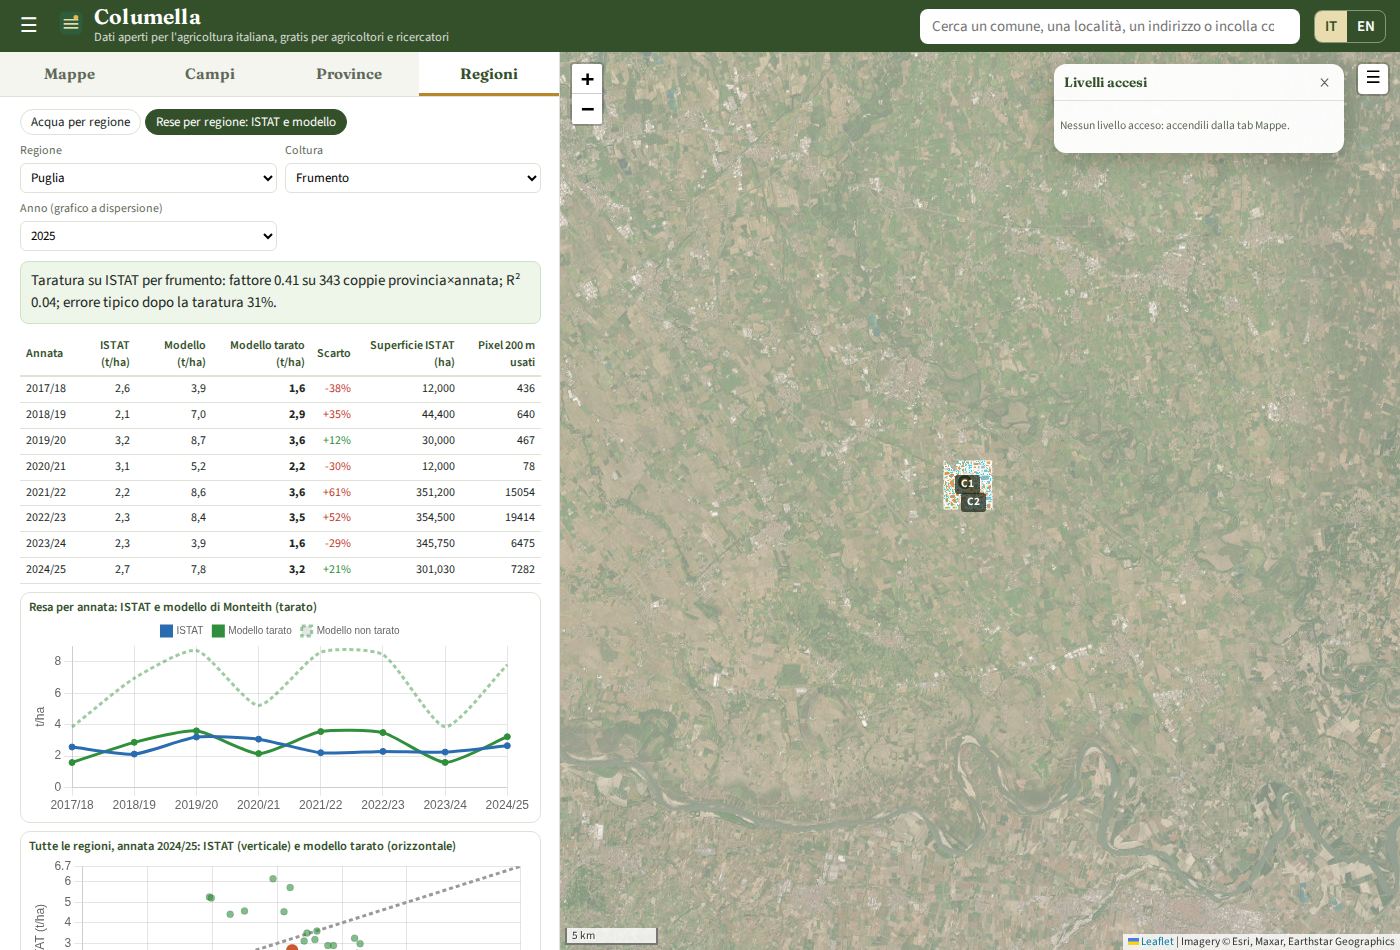 ☰
Columella
Dati aperti per l'agricoltura italiana, gratis per agricoltori e ricercatori
Cerca un comune, una località, un indirizzo o incolla cc
IT EN
Mappe Campi Province Regioni
Acqua per regione Rese per regione: ISTAT e modello
Regione Coltura
Puglia Frumento
Anno (grafico a dispersione)
2025
Taratura su ISTAT per frumento: fattore 0.41 su 343 coppie provincia×annata; R²
0.04; errore tipico dopo la taratura 31%.
Annata ISTAT (t/ha) Modello (t/ha) Modello tarato (t/ha) Scarto Superficie ISTAT (ha) Pixel 200 m usati
2017/18 2,6 3,9 1,6 -38% 12,000 436
2018/19 2,1 7,0 2,9 +35% 44,400 640
2019/20 3,2 8,7 3,6 +12% 30,000 467
2020/21 3,1 5,2 2,2 -30% 12,000 78
2021/22 2,2 8,6 3,6 +61% 351,200 15054
2022/23 2,3 8,4 3,5 +52% 354,500 19414
2023/24 2,3 3,9 1,6 -29% 345,750 6475
2024/25 2,7 7,8 3,2 +21% 301,030 7282
Resa per annata: ISTAT e modello di Monteith (tarato)
ISTAT Modello tarato Modello non tarato
8
6
4
2
0
t/ha
2017/18 2018/19 2019/20 2020/21 2021/22 2022/23 2023/24 2024/25
Tutte le regioni, annata 2024/25: ISTAT (verticale) e modello tarato (orizzontale)
6.7
6
5
4
3
AT (t/ha)
+
−
Livelli accesi ×
Nessun livello acceso: accendili dalla tab Mappe.
☰
C1
C2
5 km
Leaflet | Imagery © Esri, Maxar, Earthstar Geographics